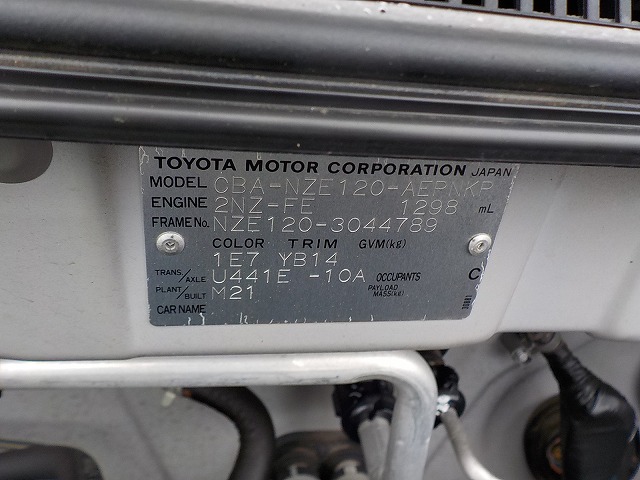 TOYOTA MOTOR CORPORATION JAPAN
MODEL CBA-NZE120-AEPNKP
ENGINE 2NZ-FE 1298 mL
FRAME No. NZE120-3044789
COLOR TRIM GVM(kg)
1E7 YB14
TRANS/AXLE U441E -10A OCCUPANTS
PLANT/BUILT M21 PAYLOAD MASS(kg)
CAR NAME
C